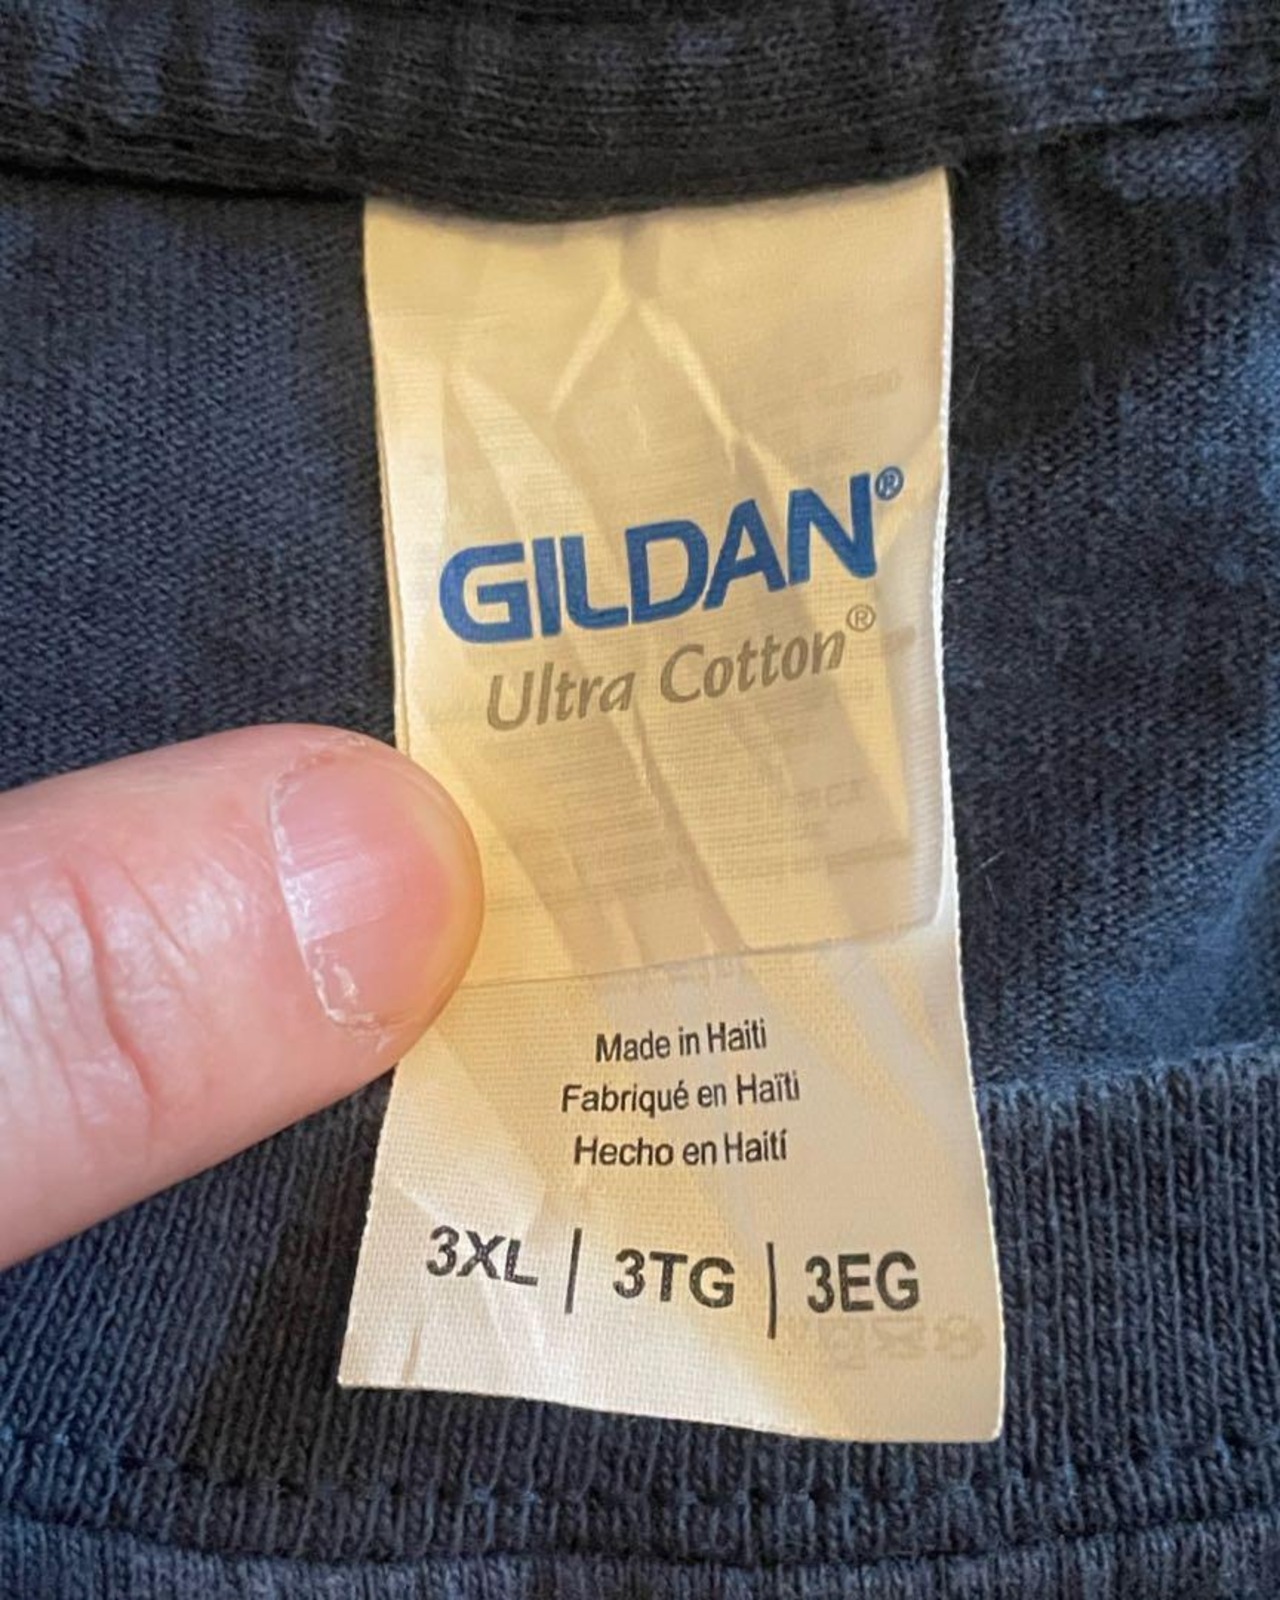 GILDAN®
Ultra Cotton®
Made in Haiti
Fabriqué en Haïti
Hecho en Haití
3XL | 3TG | 3EG